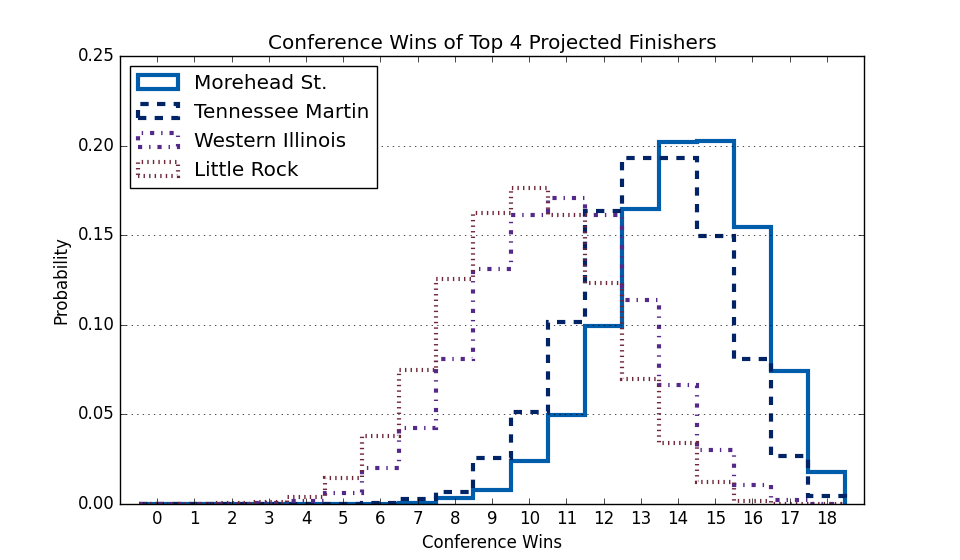 Conference Wins of Top 4 Projected Finishers
0.25
Morehead St.
Tennessee Martin
Western Illinois
Little Rock
0.20
0.15
0.10
0.05
0.00
Probability
0 1 2 3 4 5 6 7 8 9 10 11 12 13 14 15 16 17 18
Conference Wins